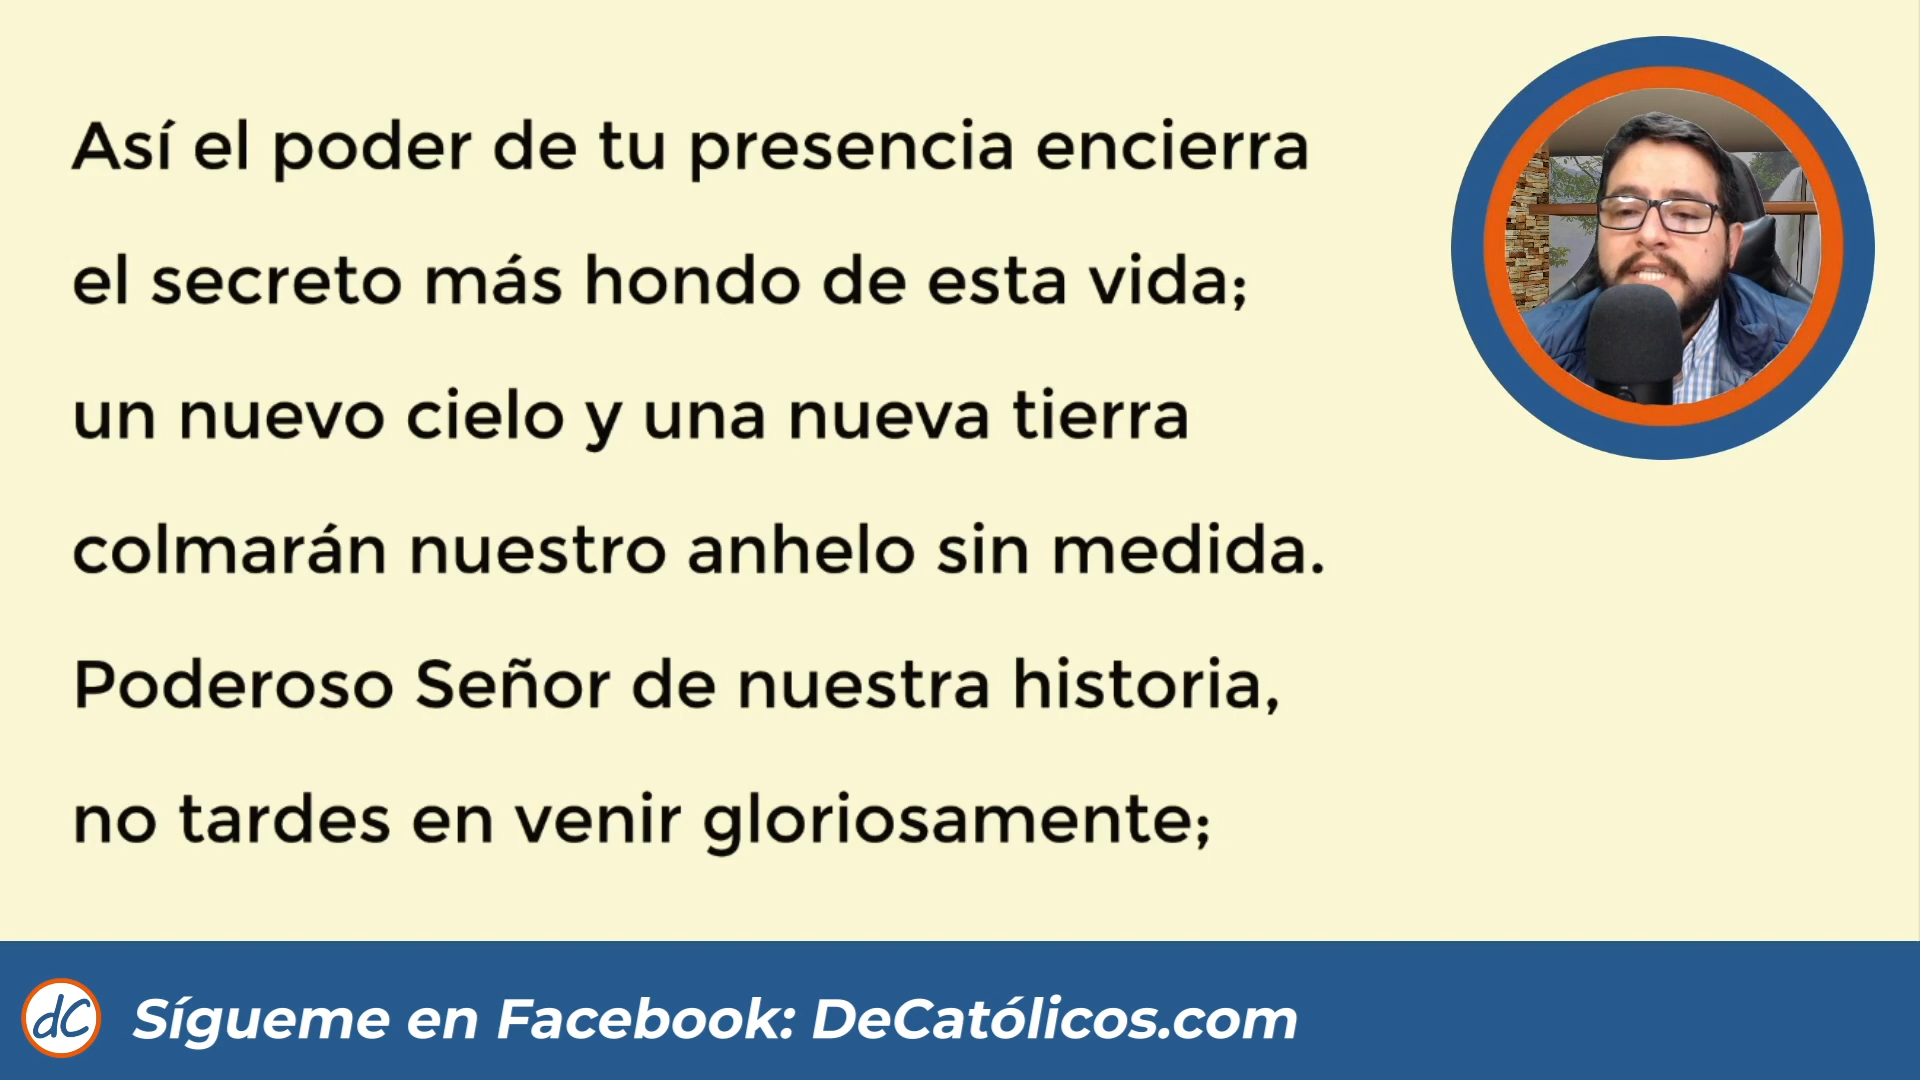 Así el poder de tu presencia encierra
el secreto más hondo de esta vida;
un nuevo cielo y una nueva tierra
colmarán nuestro anhelo sin medida.
Poderoso Señor de nuestra historia,
no tardes en venir gloriosamente;
dC
Sígueme en Facebook: DeCatólicos.com